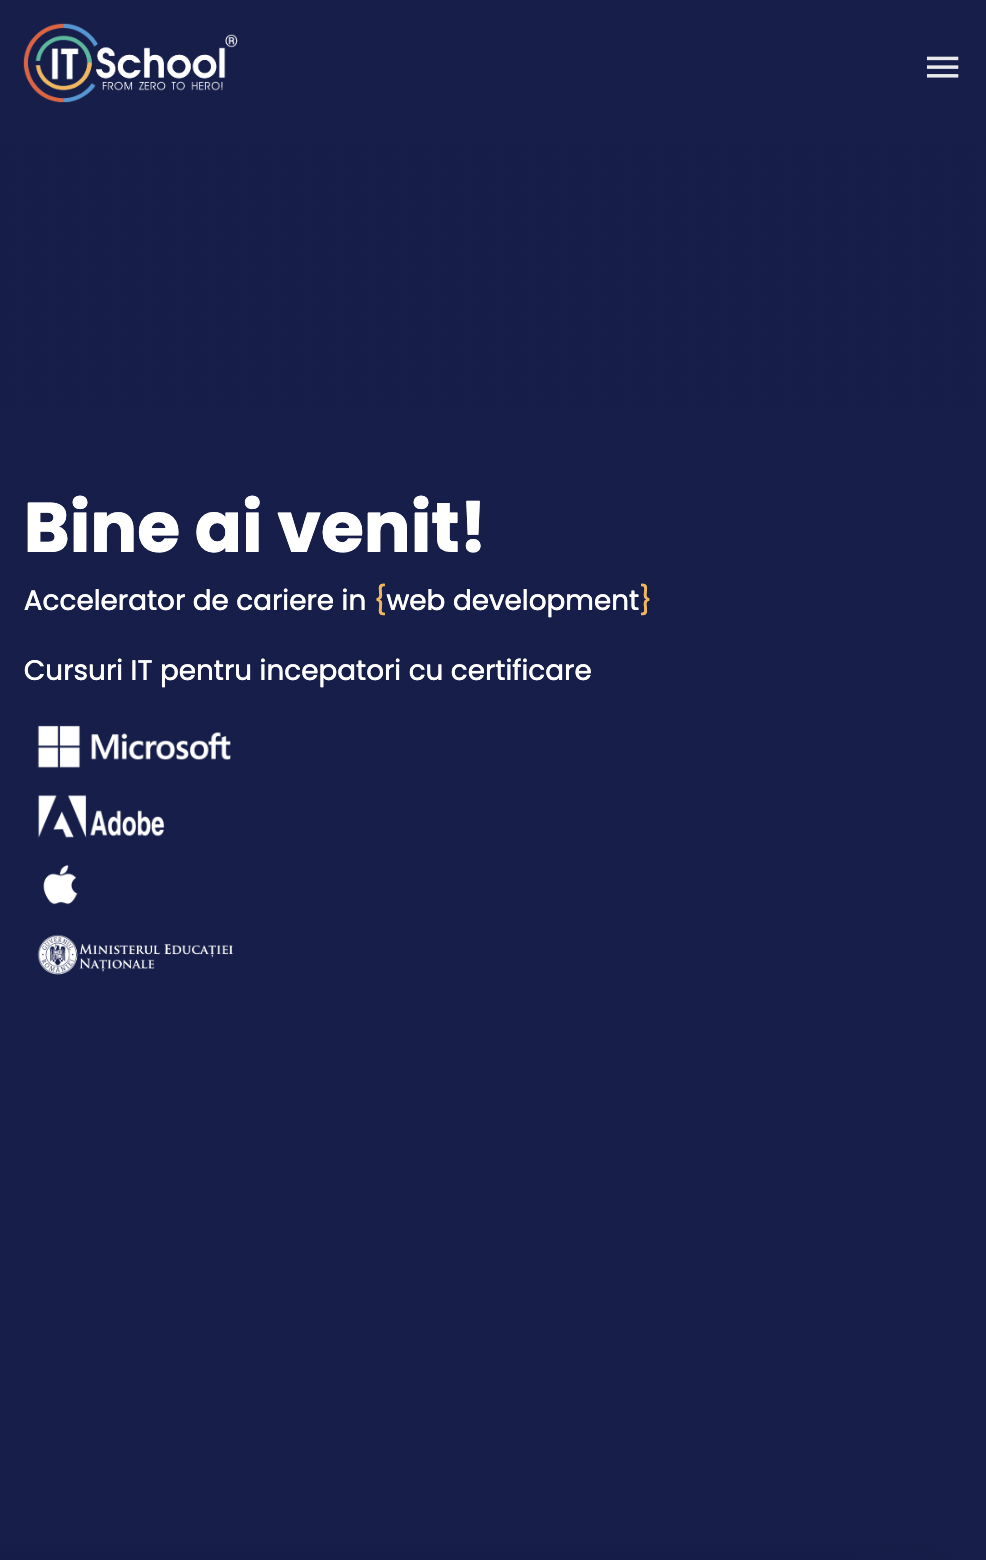 IT School®
FROM ZERO TO HERO!
Bine ai venit!
Accelerator de cariere in {web development}
Cursuri IT pentru incepatori cu certificare
Microsoft
Adobe
MINISTERUL EDUCAȚIEI
NAȚIONALE